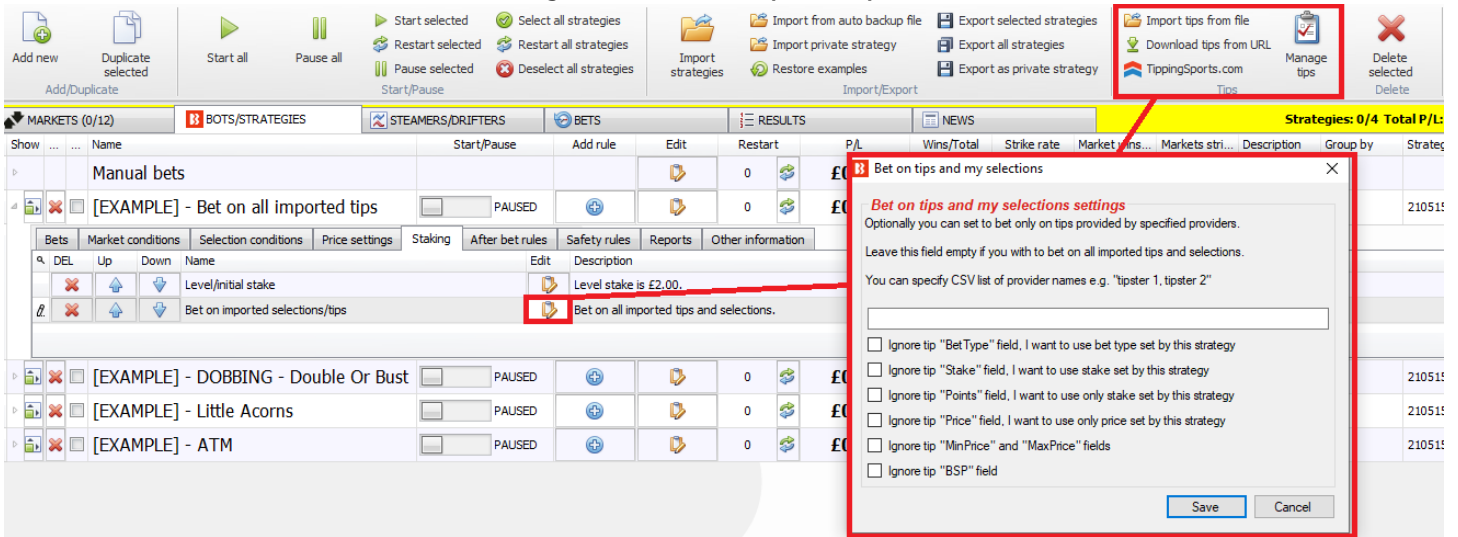 Add new
Duplicate selected
Add/Duplicate
Start all
Pause all
Start selected
Restart selected
Pause selected
Select all strategies
Restart all strategies
Deselect all strategies
Start/Pause
Import strategies
Import from auto backup file
Import private strategy
Restore examples
Export selected strategies
Export all strategies
Export as private strategy
Import/Export
Import tips from file
Download tips from URL
TippingSports.com
Manage tips
Tips
Delete selected
Delete
MARKETS (0/12)
BOTS/STRATEGIES
STEAMERS/DRIFTERS
BETS
RESULTS
NEWS
Strategies: 0/4 Total P/L:
Show ... ... Name Start/Pause Add rule Edit Restart P/L Wins/Total Strike rate Market wins... Markets stri... Description Group by Strateg
Manual bets 0 £0
[EXAMPLE] - Bet on all imported tips PAUSED 0 £0 210515
Bets Market conditions Selection conditions Price settings Staking After bet rules Safety rules Reports Other information
DEL Up Down Name Edit Description
Level/initial stake Level stake is £2.00.
Bet on imported selections/tips Bet on all imported tips and selections.
[EXAMPLE] - DOBBING - Double Or Bust PAUSED 0 £0 210515
[EXAMPLE] - Little Acorns PAUSED 0 £0 210515
[EXAMPLE] - ATM PAUSED 0 £0 210515
Bet on tips and my selections
Bet on tips and my selections settings
Optionally you can set to bet only on tips provided by specified providers.
Leave this field empty if you with to bet on all imported tips and selections.
You can specify CSV list of provider names e.g. "tipster 1, tipster 2"
Ignore tip "BetType" field, I want to use bet type set by this strategy
Ignore tip "Stake" field, I want to use stake set by this strategy
Ignore tip "Points" field, I want to use only stake set by this strategy
Ignore tip "Price" field, I want to use only price set by this strategy
Ignore tip "MinPrice" and "MaxPrice" fields
Ignore tip "BSP" field
Save
Cancel